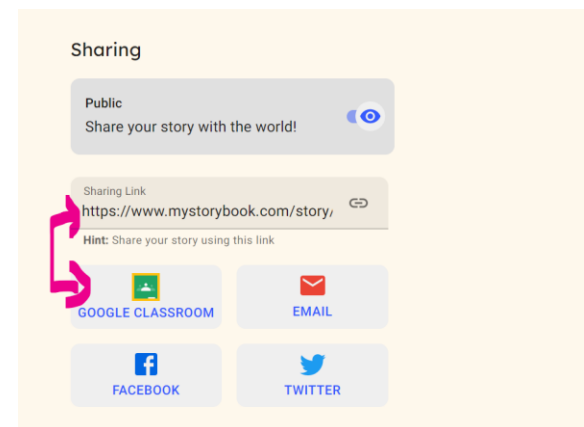 Sharing
Public
Share your story with the world!
Sharing Link
https://www.mystorybook.com/story/
Hint: Share your story using this link
GOOGLE CLASSROOM
EMAIL
FACEBOOK
TWITTER